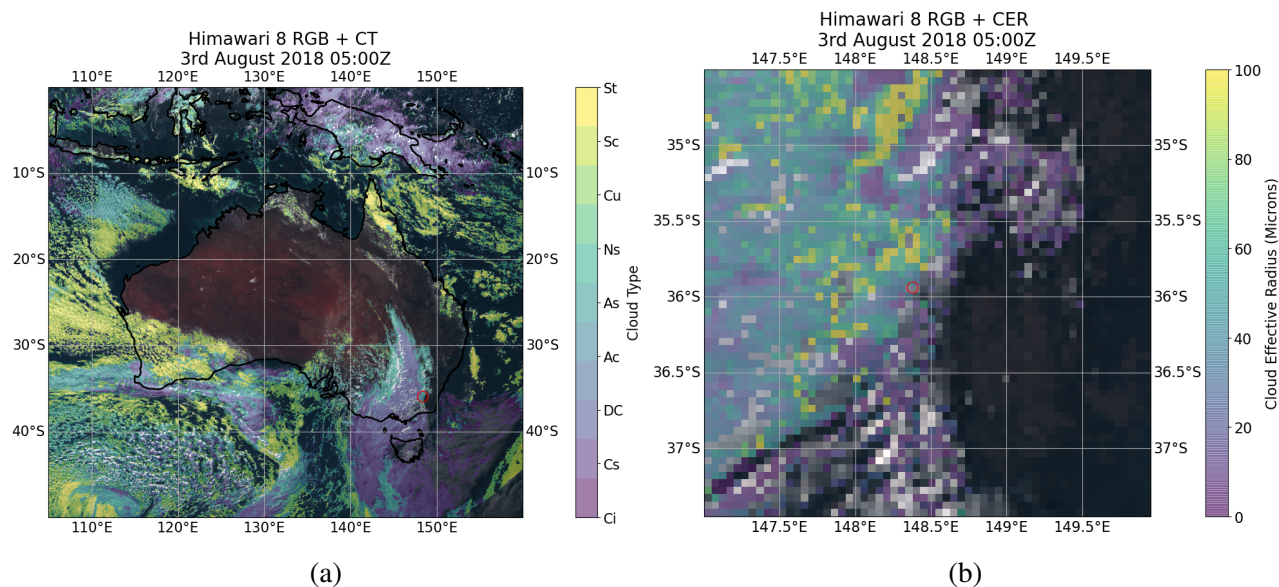 Himawari 8 RGB + CT
3rd August 2018 05:00Z
110°E 120°E 130°E 140°E 150°E
10°S
20°S
30°S
40°S
110°E 120°E 130°E 140°E 150°E
St
Sc
Cu
Ns
As
Ac
DC
Cs
Ci
Cloud Type
(a)
Himawari 8 RGB + CER
3rd August 2018 05:00Z
147.5°E 148°E 148.5°E 149°E 149.5°E
35°S 35°S
35.5°S 35.5°S
36°S 36°S
36.5°S 36.5°S
37°S 37°S
147.5°E 148°E 148.5°E 149°E 149.5°E
100
80
60
40
20
0
Cloud Effective Radius (Microns)
(b)